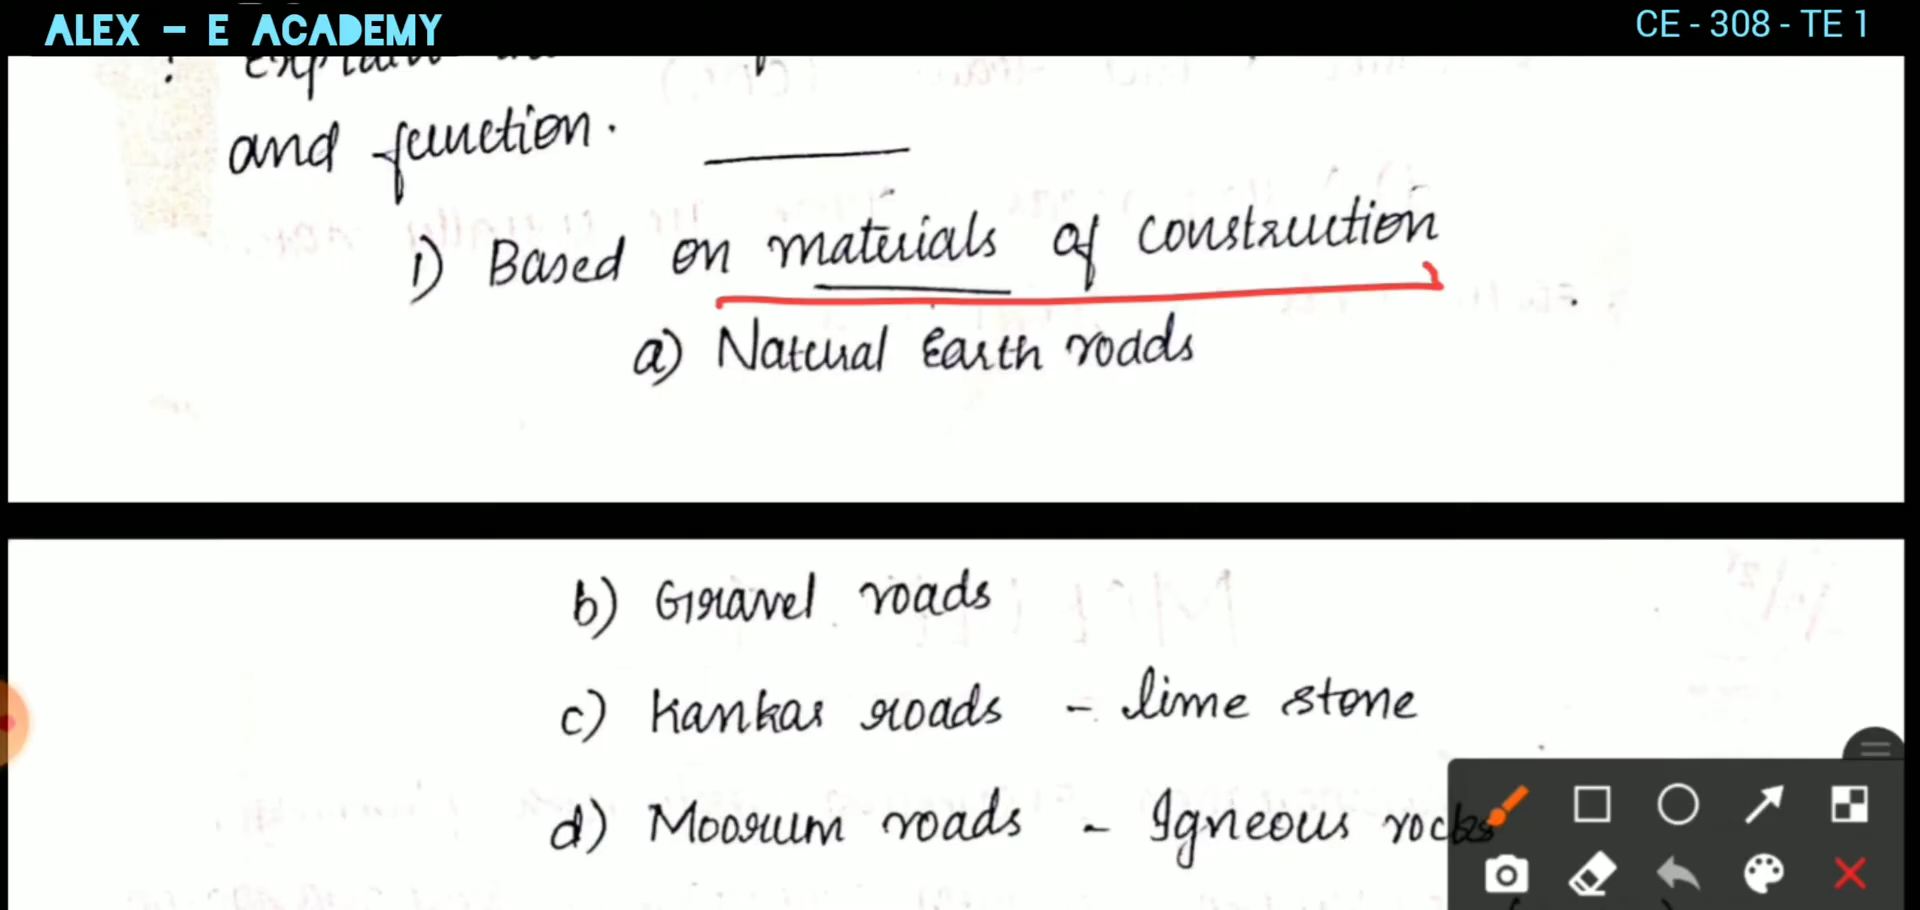 ALEX - E ACADEMY
CE - 308 - TE 1
: explain
and function.
1) Based on materials of construction
a) Natural Earth roads
b) Gravel roads
c) Kankar roads - lime stone
d) Moorum roads - Igneous rocks